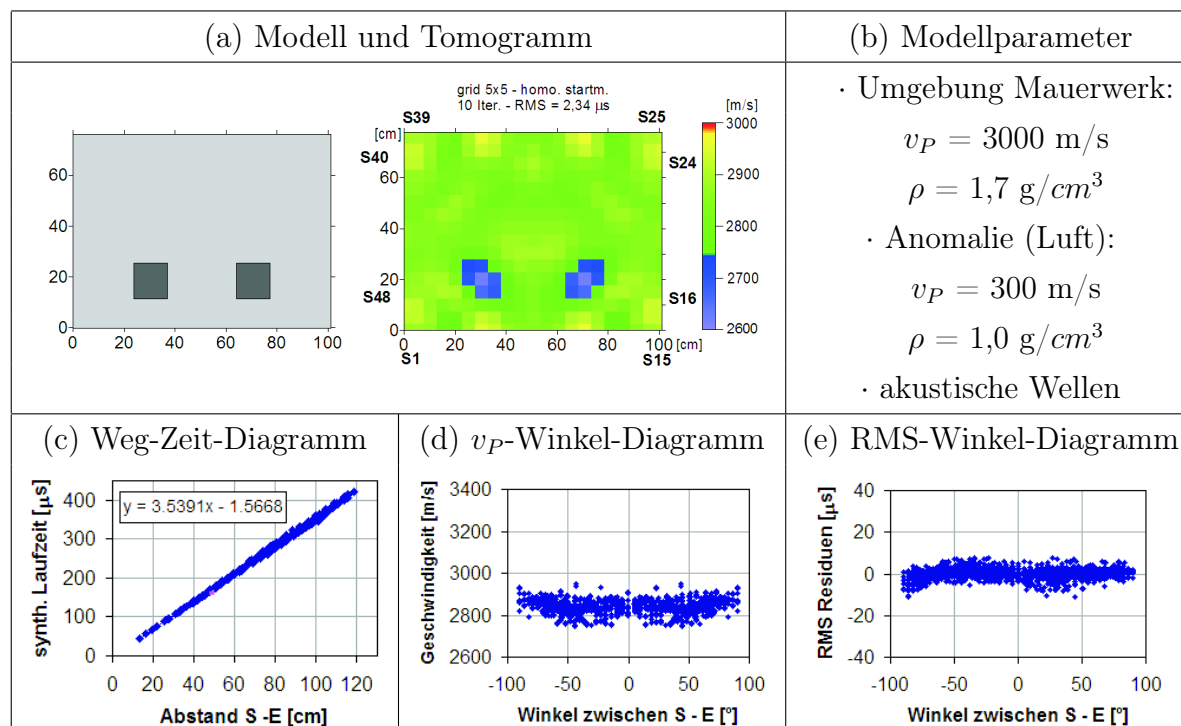 (a) Modell und Tomogramm
(b) Modellparameter
60
40
20
0
0 20 40 60 80 100
grid 5x5 - homo. startm.
10 Iter. - RMS = 2,34 µs
S39
S25
[cm]
S40
S24
60
40
20
S48
S16
0
0 20 40 60 80 100 [cm]
S1
S15
[m/s]
3000
2900
2800
2700
2600
· Umgebung Mauerwerk:
v_P = 3000 m/s
ρ = 1,7 g/cm³
· Anomalie (Luft):
v_P = 300 m/s
ρ = 1,0 g/cm³
· akustische Wellen
(c) Weg-Zeit-Diagramm
synth. Laufzeit [µs]
400
300
200
100
0
y = 3.5391x - 1.5668
0 20 40 60 80 100 120
Abstand S -E [cm]
(d) v_P-Winkel-Diagramm
Geschwindigkeit [m/s]
3400
3200
3000
2800
2600
-100 -50 0 50 100
Winkel zwischen S - E [°]
(e) RMS-Winkel-Diagramm
RMS Residuen [µs]
40
20
0
-20
-40
-100 -50 0 50 100
Winkel zwischen S - E [°]